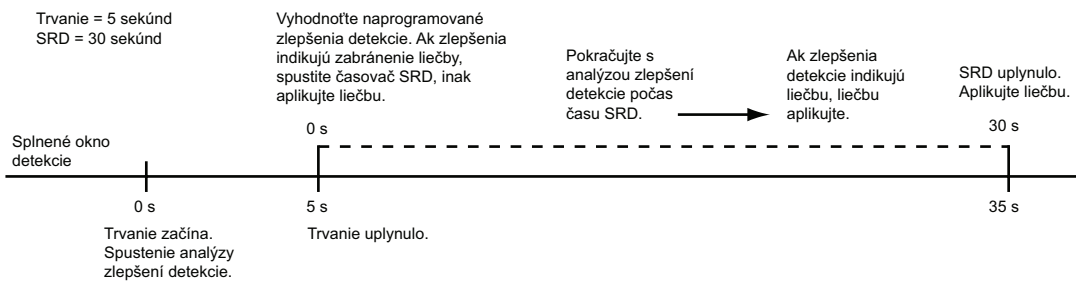 Trvanie = 5 sekúnd
SRD = 30 sekúnd
Vyhodnoťte naprogramované
zlepšenia detekcie. Ak zlepšenia
indikujú zabránenie liečby,
spustite časovač SRD, inak
aplikujte liečbu.
Pokračujte s
analýzou zlepšení
detekcie počas
času SRD.
Ak zlepšenia
detekcie indikujú
liečbu, liečbu
aplikujte.
SRD uplynulo.
Aplikujte liečbu.
0 s
30 s
Splnené okno
detekcie
0 s
5 s
35 s
Trvanie začína.
Spustenie analýzy
zlepšení detekcie.
Trvanie uplynulo.